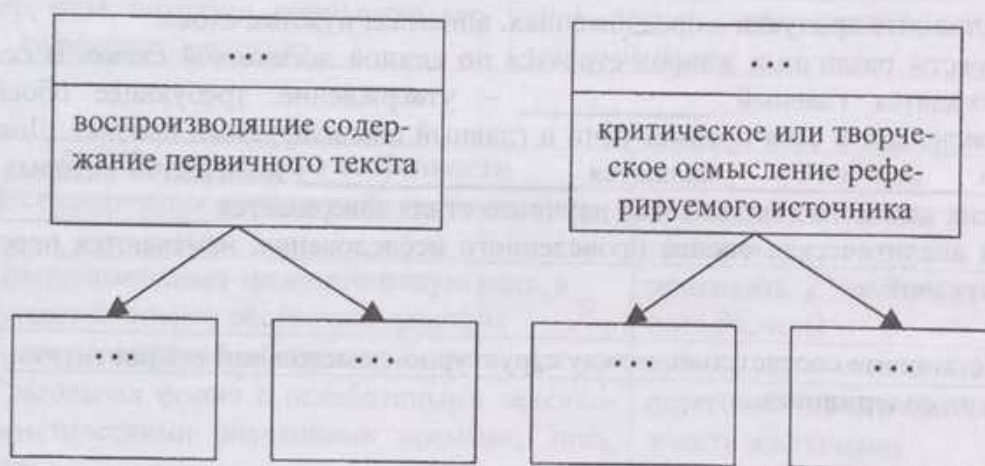 ...
...
воспроизводящие содер-
жание первичного текста
критическое или творче-
ское осмысление рефе-
рируемого источника
...
...
...
...